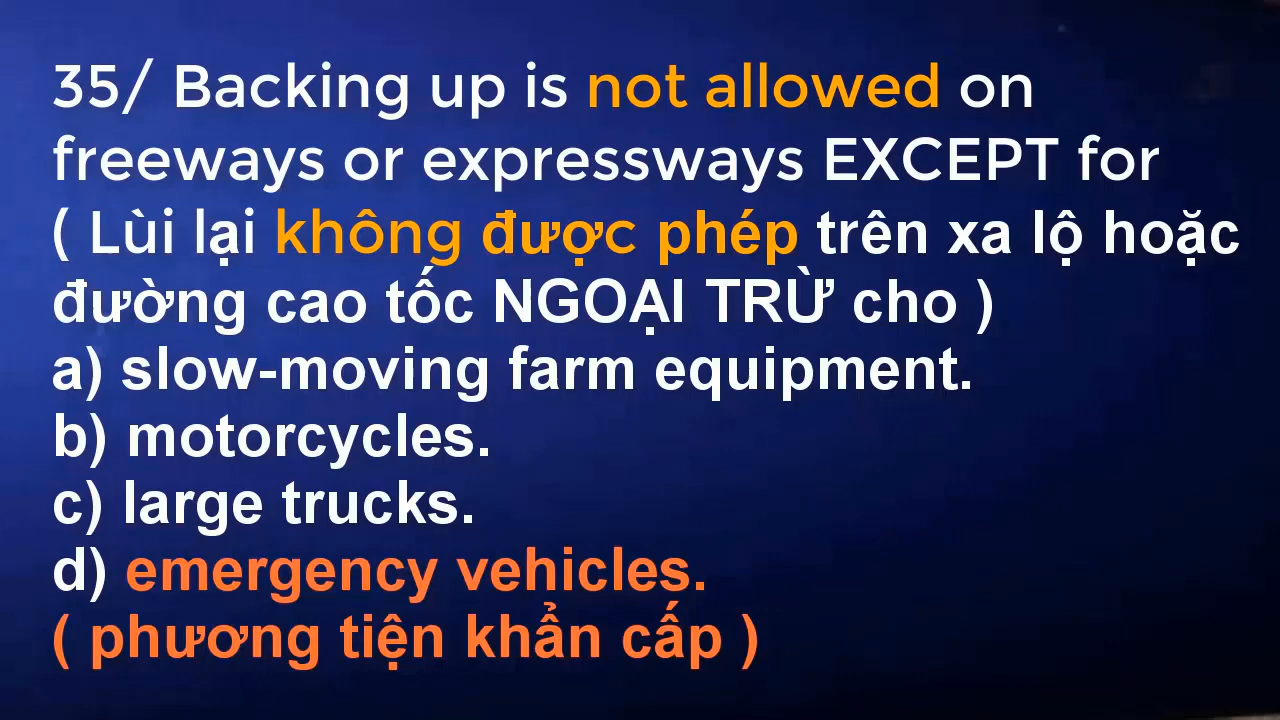 35/ Backing up is not allowed on
freeways or expressways EXCEPT for
( Lùi lại không được phép trên xa lộ hoặc
đường cao tốc NGOẠI TRỪ cho )
a) slow-moving farm equipment.
b) motorcycles.
c) large trucks.
d) emergency vehicles.
( phương tiện khẩn cấp )